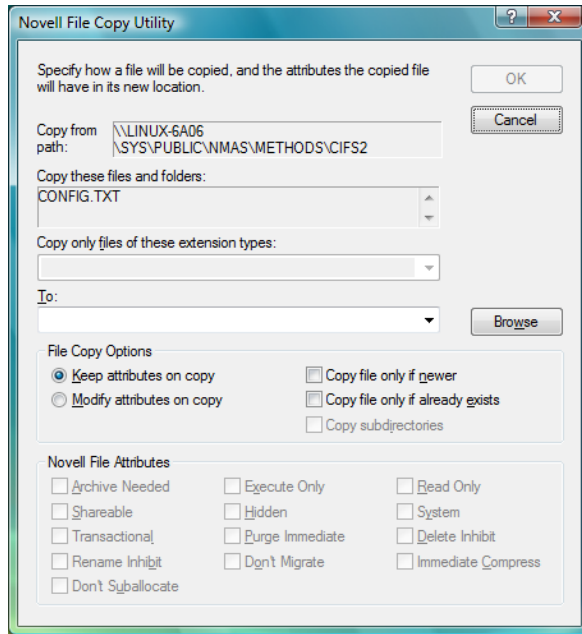 Novell File Copy Utility
Specify how a file will be copied, and the attributes the copied file
will have in its new location.
OK
Cancel
Copy from
path:
\\LINUX-6A06
\SYS\PUBLIC\NMAS\METHODS\CIFS2
Copy these files and folders:
CONFIG.TXT
Copy only files of these extension types:
To:
Browse
File Copy Options
Keep attributes on copy
Copy file only if newer
Modify attributes on copy
Copy file only if already exists
Copy subdirectories
Novell File Attributes
Archive Needed
Execute Only
Read Only
Shareable
Hidden
System
Transactional
Purge Immediate
Delete Inhibit
Rename Inhibit
Don't Migrate
Immediate Compress
Don't Suballocate